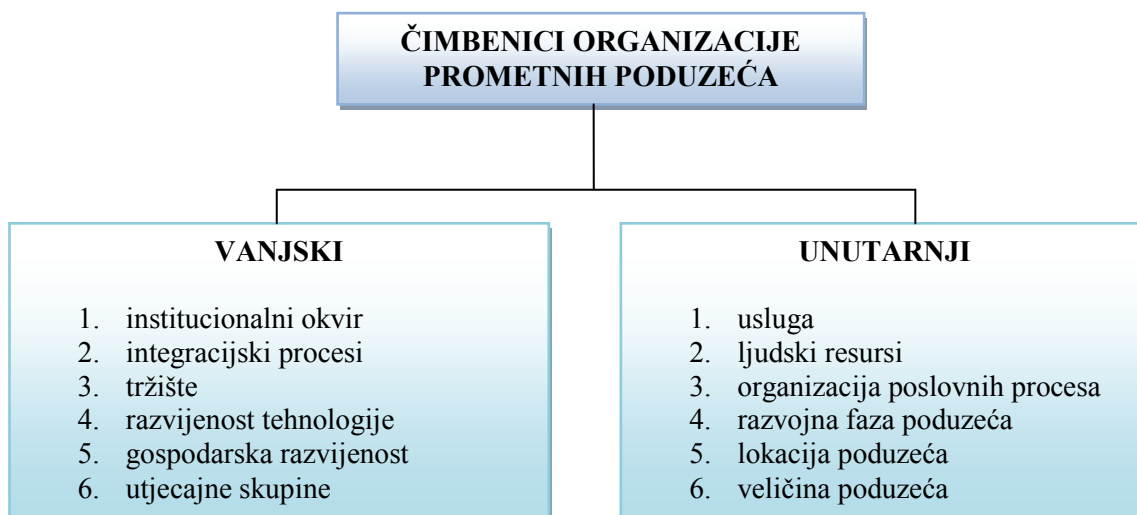 ČIMBENICI ORGANIZACIJE
PROMETNIH PODUZEĆA
VANJSKI
1. institucionalni okvir
2. integracijski procesi
3. tržište
4. razvijenost tehnologije
5. gospodarska razvijenost
6. utjecajne skupine
UNUTARNJI
1. usluga
2. ljudski resursi
3. organizacija poslovnih procesa
4. razvojna faza poduzeća
5. lokacija poduzeća
6. veličina poduzeća